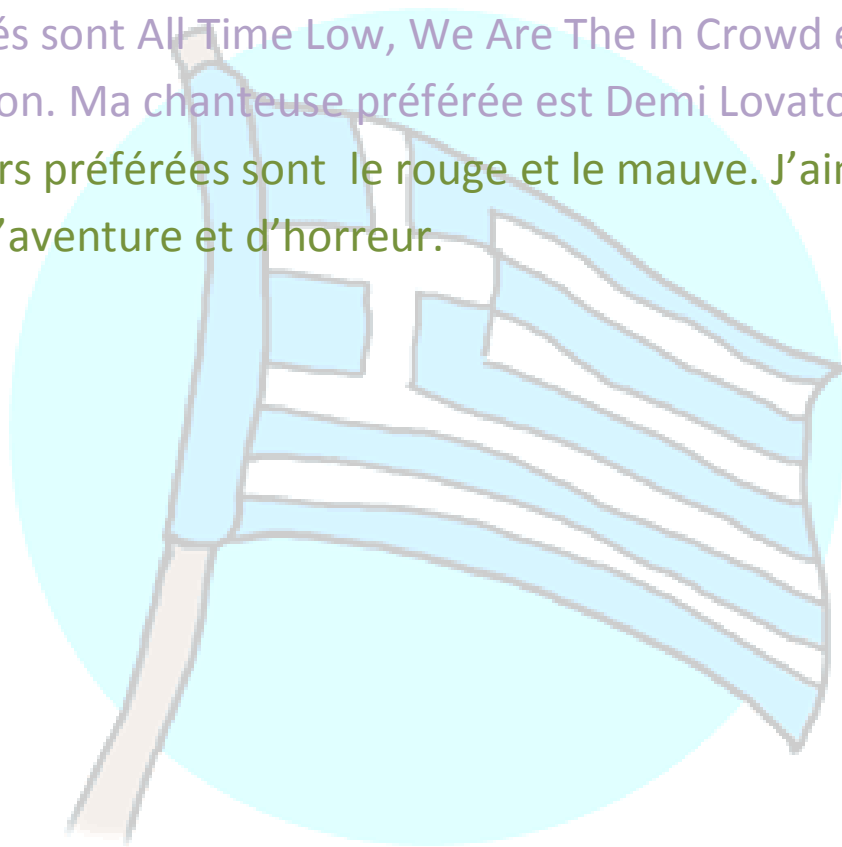 és sont All Time Low, We Are The In Crowd e
on. Ma chanteuse préférée est Demi Lovato
rs préférées sont le rouge et le mauve. J’ai
’aventure et d’horreur.